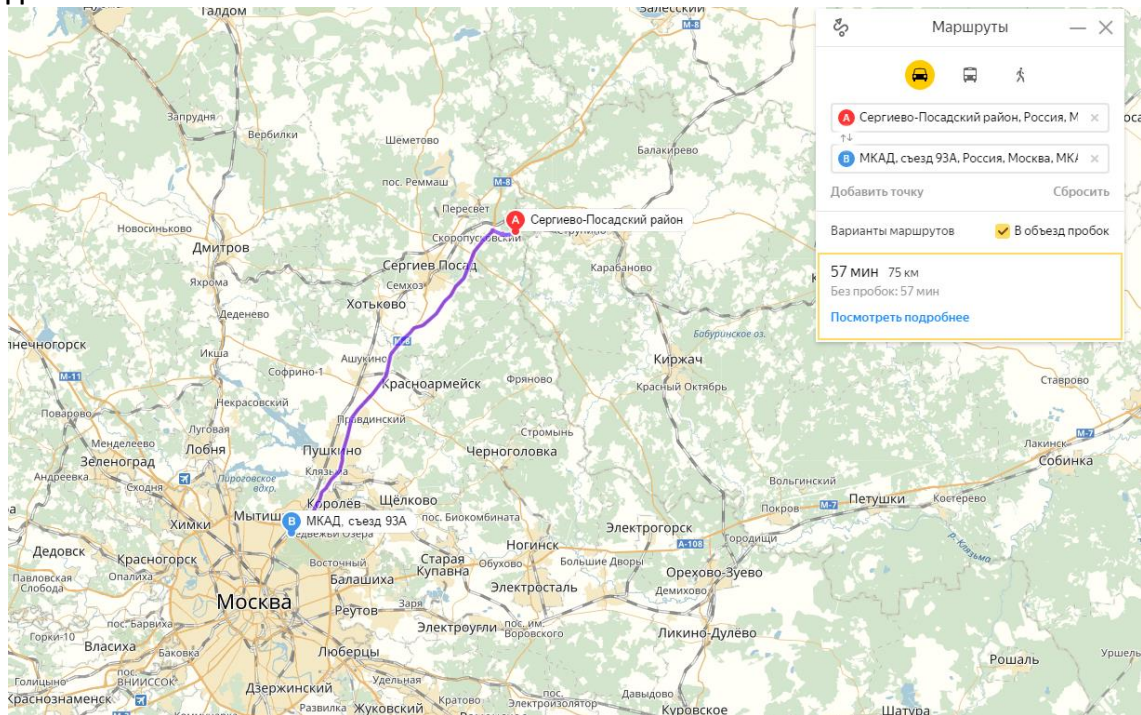 Талдом
Залесский
М-8
Запрудня
Вербилки
Шеметово
Балакирево
пос. Реммаш
М-8
Пересвет
Сергиево-Посадский район
Новосиньково
Скоропусковский
Дмитров
Сергиев Посад
Карабаново
Яхрома
Семхоз
Хотьково
Деденево
Бабуринское оз.
Икша
Ашукино
Киржач
М-11
Софрино-1
Красноармейск
Фряново
Красный Октябрь
Ставрово
Некрасовский
Поварово
Правдинский
Луговая
Стромынь
М-7
Менделеево
Лобня
Пушкино
Черноголовка
Лакинск
Зеленоград
Клязьма
Собинка
Андреевка
Сходня
Пироговское
вдхр.
Вольгинский
Королёв
Щёлково
Петушки
Костерево
Покров
М-7
Химки
МКАД, съезд 93А
пос. Биокомбината
Электрогорск
Медвежьи Озера
Ногинск
А-108
Городищи
р. Клязьма
Дедовск
Красногорск
Восточный
Старая
Купавна
Обухово
Большие Дворы
Орехово-Зуево
Павловская
Слобода
Опалиха
Балашиха
Электросталь
Демихово
Москва
Реутов
Заря
пос. Барвиха
Электроугли
пос. им.
Воровского
Ликино-Дулёво
Горки-10
Власиха
Баковка
Люберцы
Рошаль
Голицыно
пос.
ВНИИССОК
Удельная
Дзержинский
пос.
Электроизолятор
Давыдово
Краснознаменск
Развилка
Жуковский
Кратово
Куровское
Шатура
Маршруты
A Сергиево-Посадский район, Россия, М
B МКАД, съезд 93А, Россия, Москва, МКА
Добавить точку Сбросить
Варианты маршрутов В объезд пробок
57 мин 75 км
Без пробок: 57 мин
Посмотреть подробнее